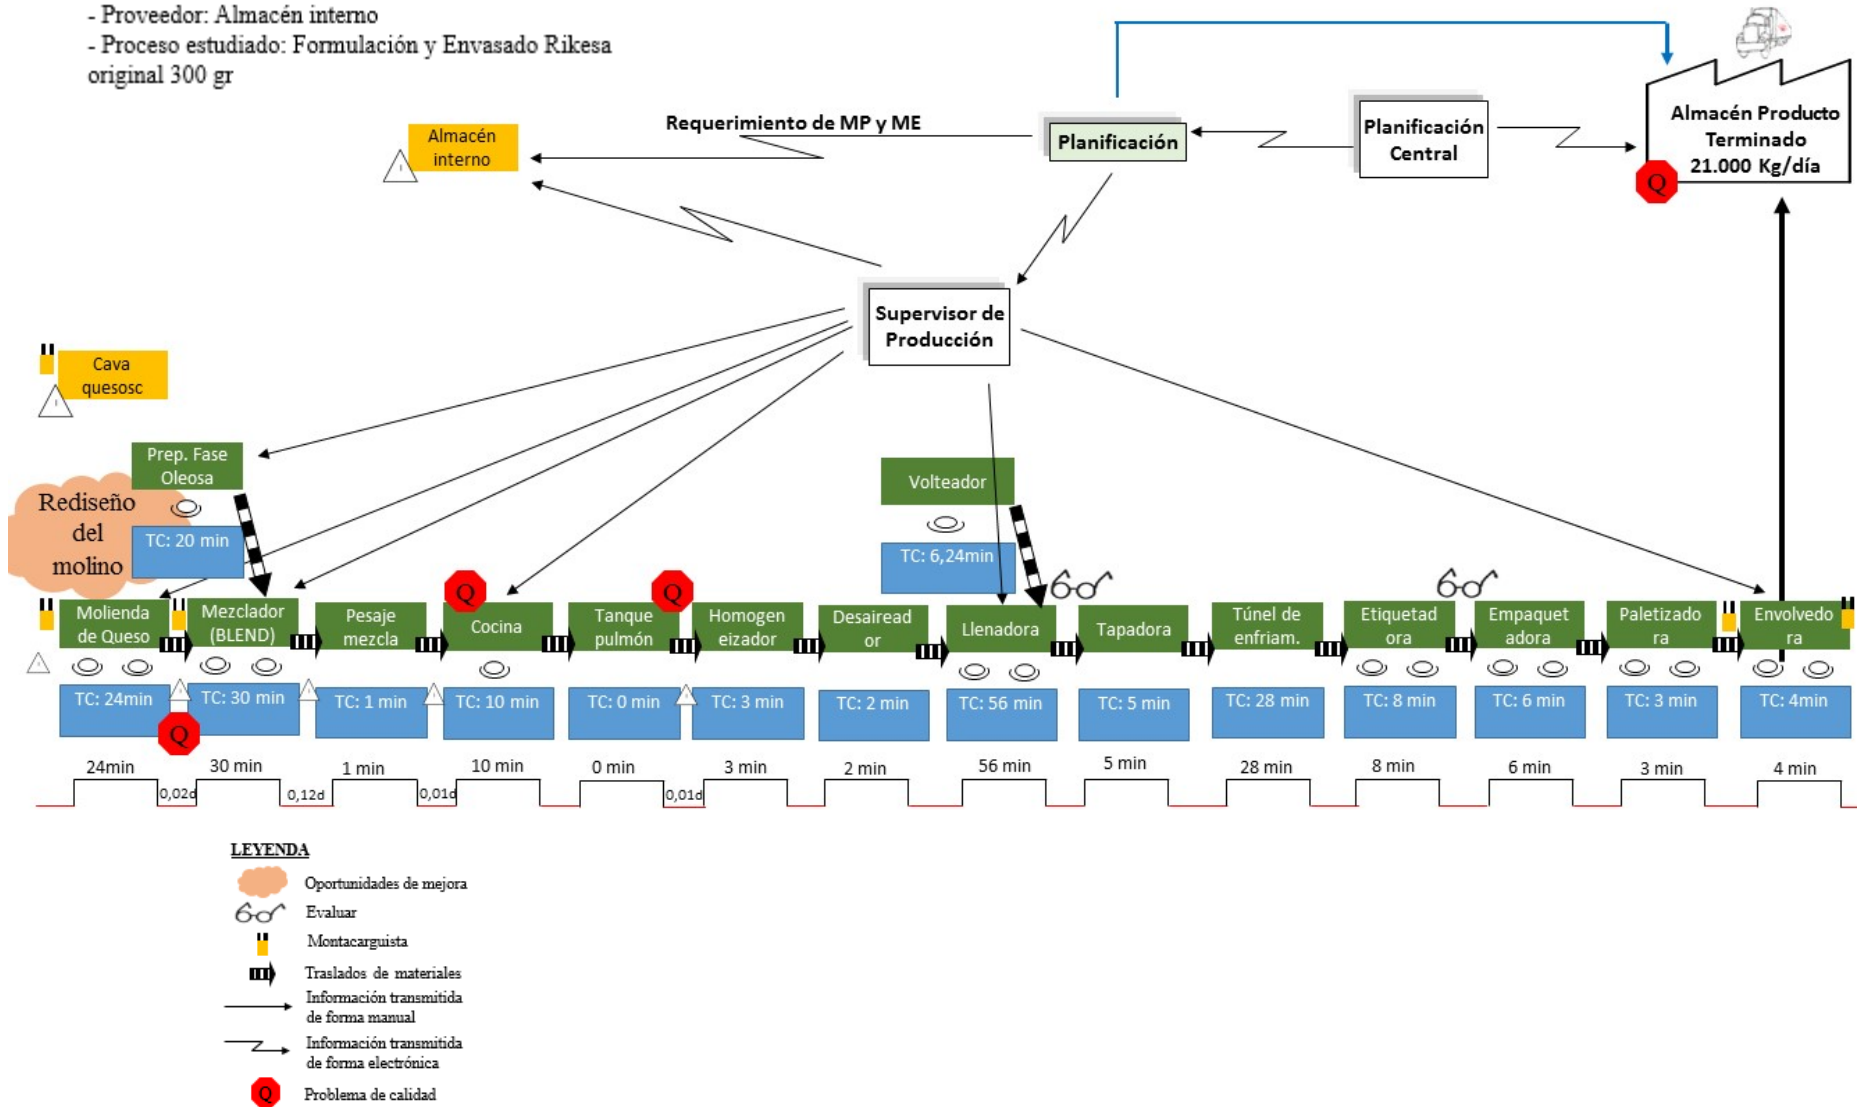 - Proveedor: Almacén interno
- Proceso estudiado: Formulación y Envasado Rikesa
original 300 gr
Almacén
interno
Requerimiento de MP y ME
Planificación
Planificación
Central
Almacén Producto
Terminado
21.000 Kg/día
Q
Supervisor de
Producción
Cava
quesosc
Prep. Fase
Oleosa
TC: 20 min
Rediseño
del
molino
Volteador
TC: 6,24min
Q
Q
Molienda
de Queso
Mezclador
(BLEND)
Pesaje
mezcla
Cocina
Tanque
pulmón
Homogen
eizador
Desairead
or
Llenadora
Tapadora
Túnel de
enfriam.
Etiquetad
ora
Empaquet
adora
Paletizado
ra
Envolvedo
ra
TC: 24min
TC: 30 min
TC: 1 min
TC: 10 min
TC: 0 min
TC: 3 min
TC: 2 min
TC: 56 min
TC: 5 min
TC: 28 min
TC: 8 min
TC: 6 min
TC: 3 min
TC: 4min
Q
24min
30 min
1 min
10 min
0 min
3 min
2 min
56 min
5 min
28 min
8 min
6 min
3 min
4 min
0,02d
0,12d
0,01d
0,01d
LEYENDA
Oportunidades de mejora
Evaluar
Montacarguista
Traslados de materiales
Información transmitida
de forma manual
Información transmitida
de forma electrónica
Q
Problema de calidad